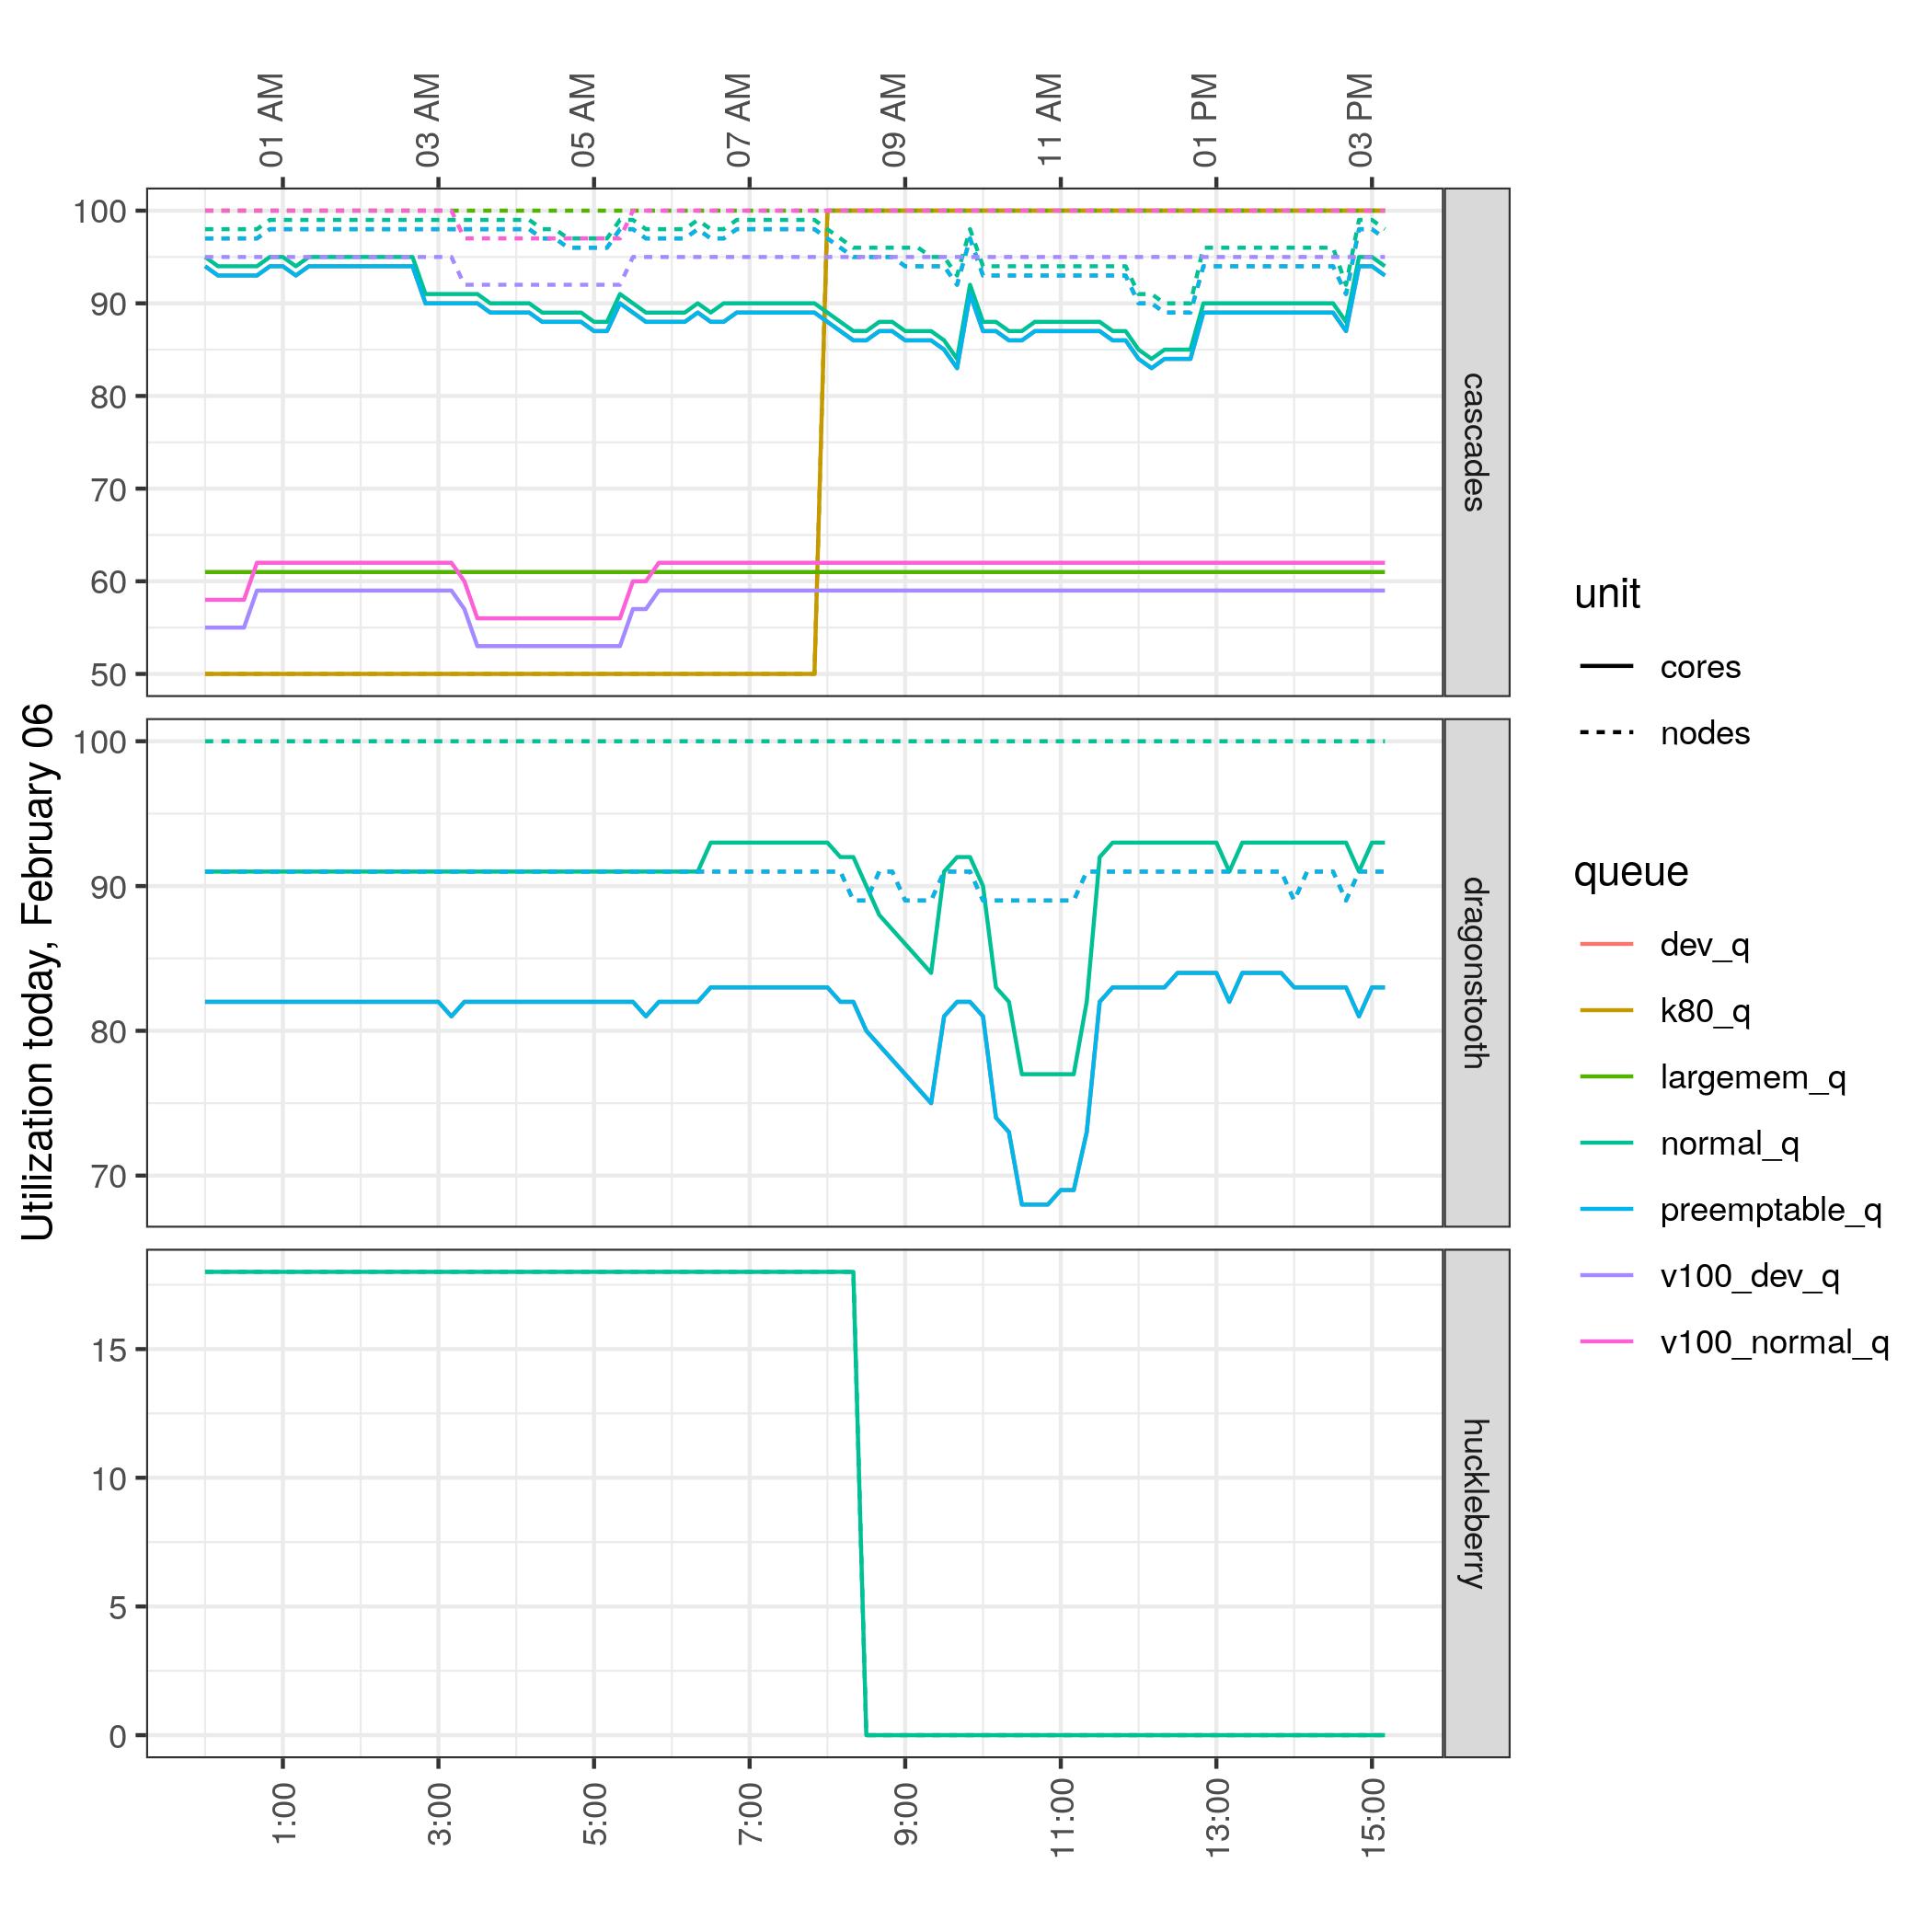 01 AM
03 AM
05 AM
07 AM
09 AM
11 AM
01 PM
03 PM
Utilization today, February 06
100
90
80
70
60
50
cascades
100
90
80
70
dragonstooth
15
10
5
0
huckleberry
1:00
3:00
5:00
7:00
9:00
11:00
13:00
15:00
unit
cores
nodes
queue
dev_q
k80_q
largemem_q
normal_q
preemptable_q
v100_dev_q
v100_normal_q